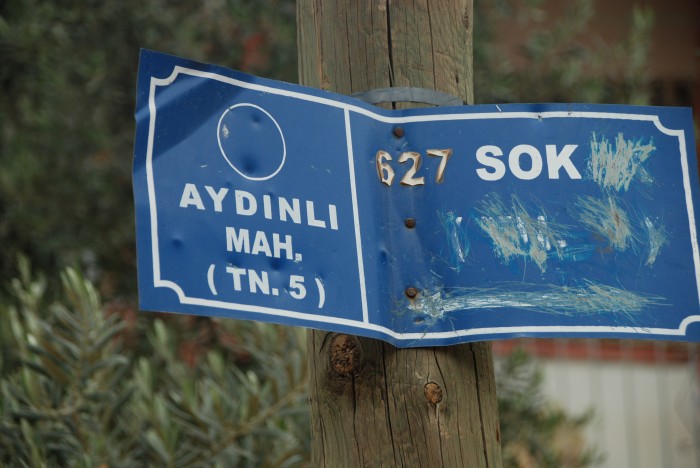 AYDINLI
MAH.
(TN. 5)
627 SOK